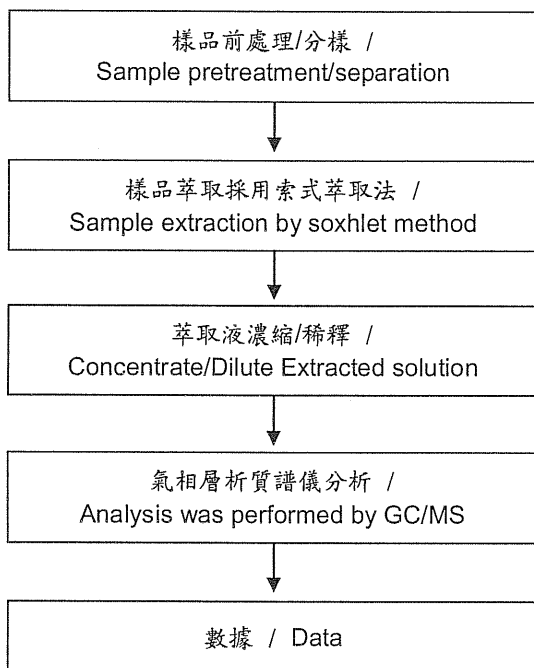 樣品前處理/分樣 /
Sample pretreatment/separation
樣品萃取採用索式萃取法 /
Sample extraction by soxhlet method
萃取液濃縮/稀釋 /
Concentrate/Dilute Extracted solution
氣相層析質譜儀分析 /
Analysis was performed by GC/MS
數據 / Data